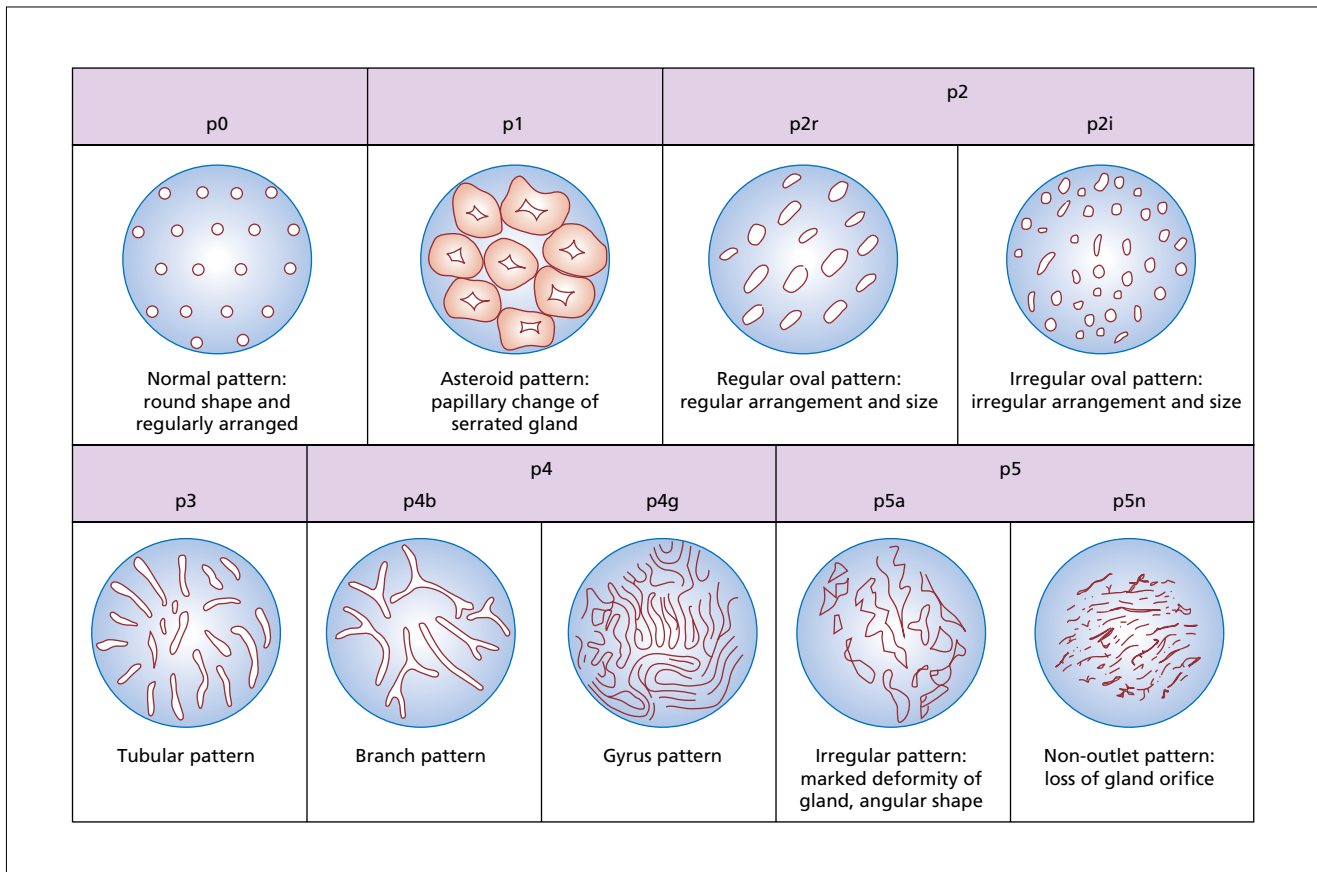 p0
p1
p2
p2r
p2i
Normal pattern:
round shape and
regularly arranged
Asteroid pattern:
papillary change of
serrated gland
Regular oval pattern:
regular arrangement and size
Irregular oval pattern:
irregular arrangement and size
p3
p4
p4b
p4g
p5
p5a
p5n
Tubular pattern
Branch pattern
Gyrus pattern
Irregular pattern:
marked deformity of
gland, angular shape
Non-outlet pattern:
loss of gland orifice